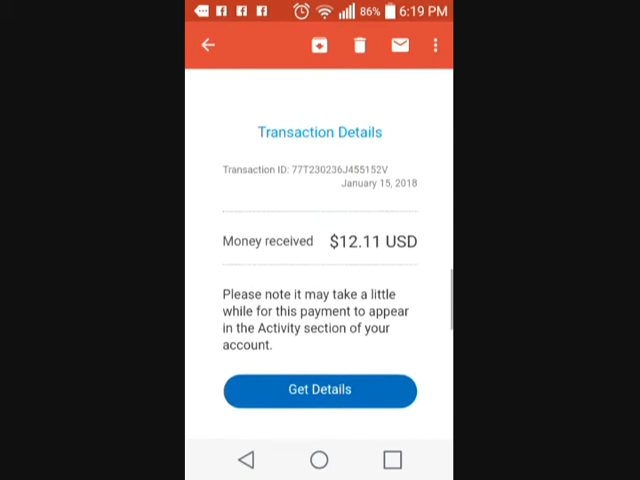 86% 6:19 PM
Transaction Details
Transaction ID: 77T230236J455152V
January 15, 2018
Money received $12.11 USD
Please note it may take a little
while for this payment to appear
in the Activity section of your
account.
Get Details